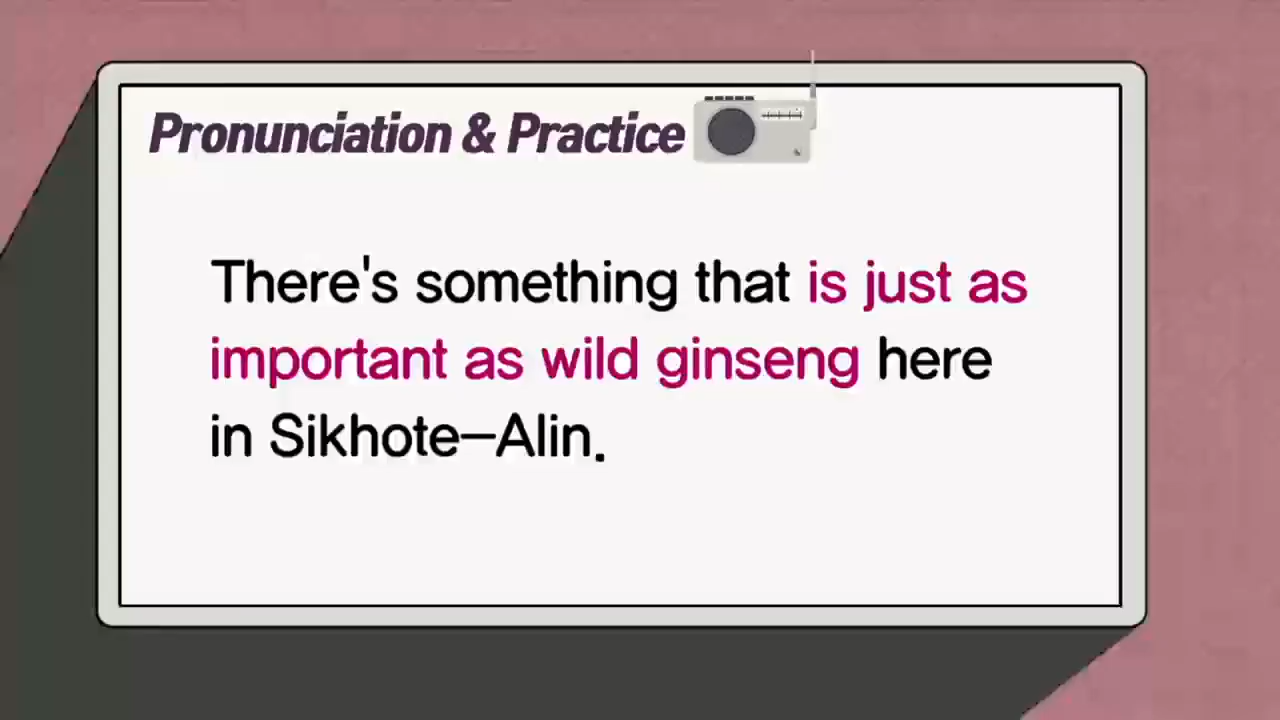 Pronunciation & Practice
There's something that is just as
important as wild ginseng here
in Sikhote–Alin.